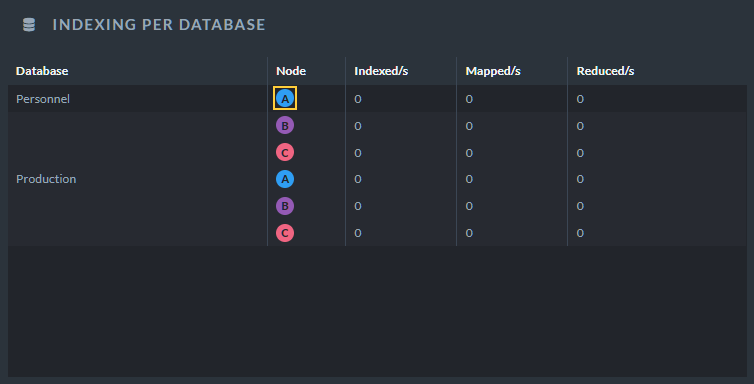 INDEXING PER DATABASE
Database Node Indexed/s Mapped/s Reduced/s
Personnel A 0 0 0
B 0 0 0
C 0 0 0
Production A 0 0 0
B 0 0 0
C 0 0 0